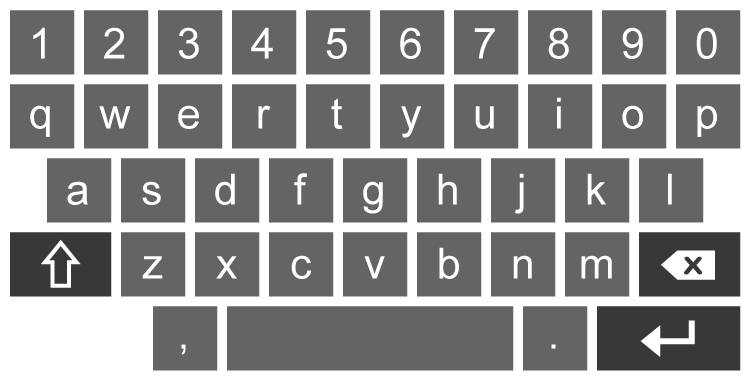 1 2 3 4 5 6 7 8 9 0
q w e r t y u i o p
a s d f g h j k l
z x c v b n m
, .